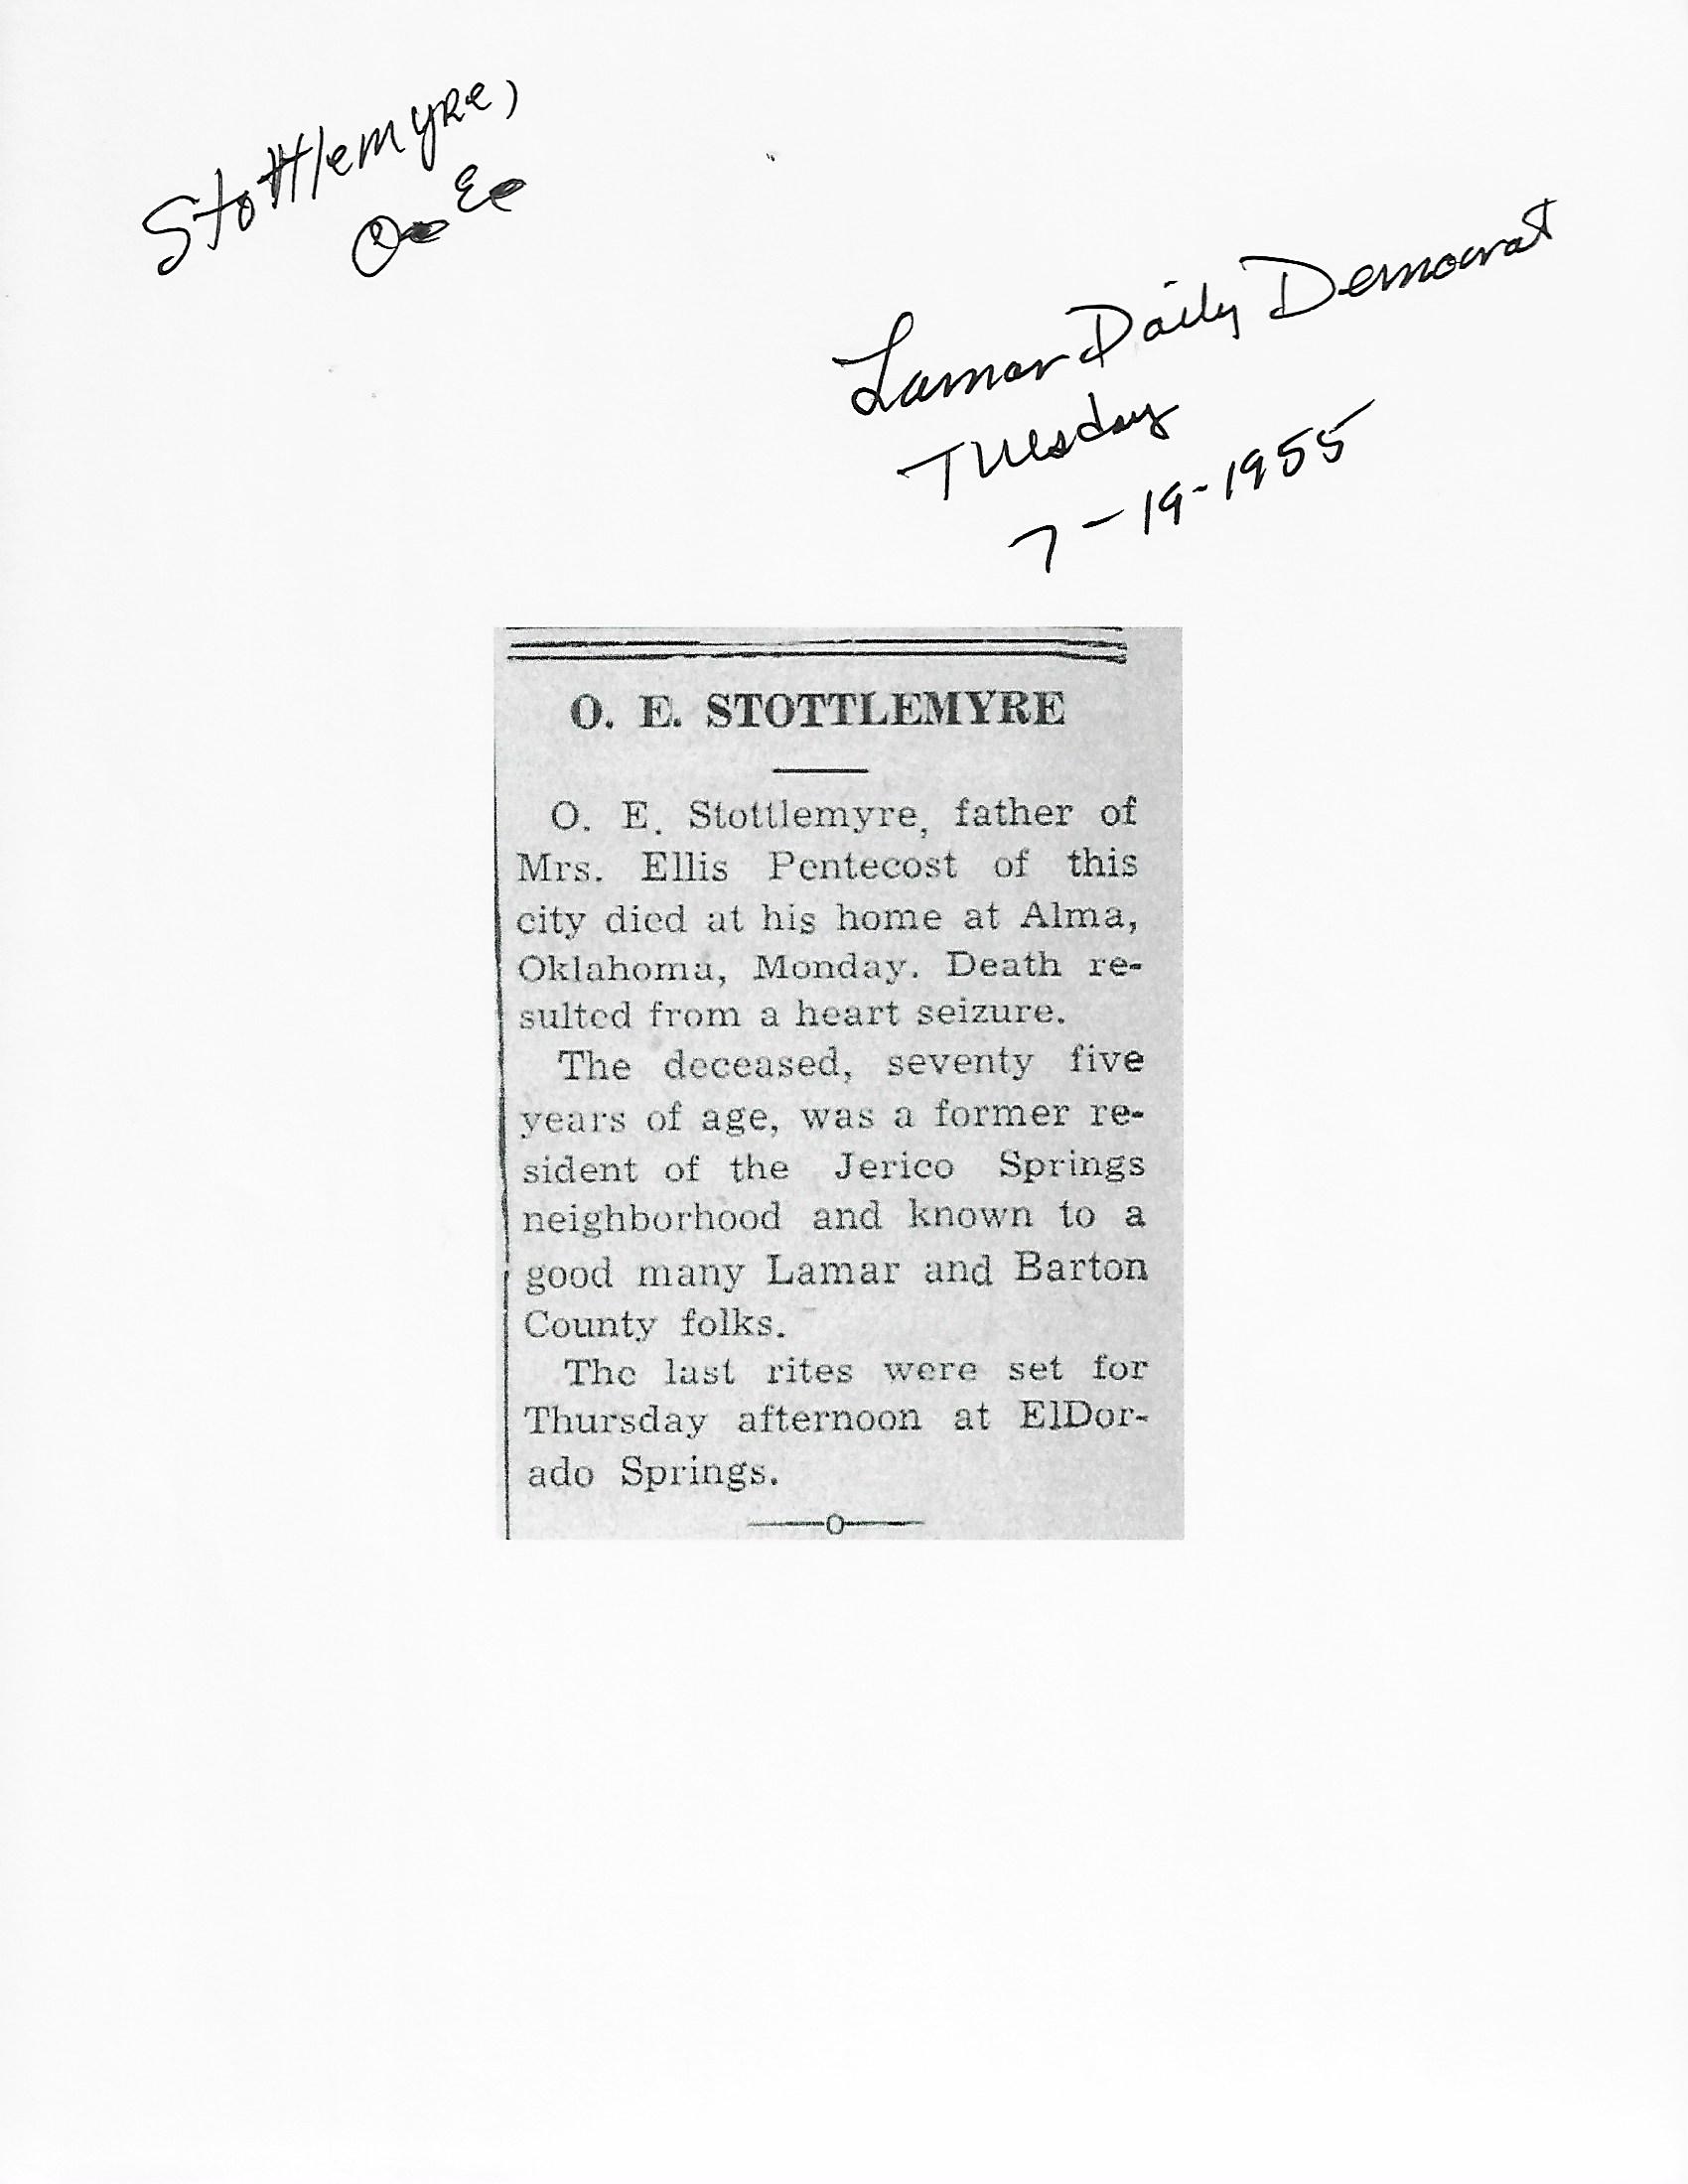 Stottlemyre,
O. E.
Lamar Daily Democrat
Tuesday
7-19-1955
O. E. STOTTLEMYRE
O. E. Stottlemyre, father of
Mrs. Ellis Pentecost of this
city died at his home at Alma,
Oklahoma, Monday. Death re-
sulted from a heart seizure.
The deceased, seventy five
years of age, was a former re-
sident of the Jerico Springs
neighborhood and known to a
good many Lamar and Barton
County folks.
The last rites were set for
Thursday afternoon at ElDor-
ado Springs.